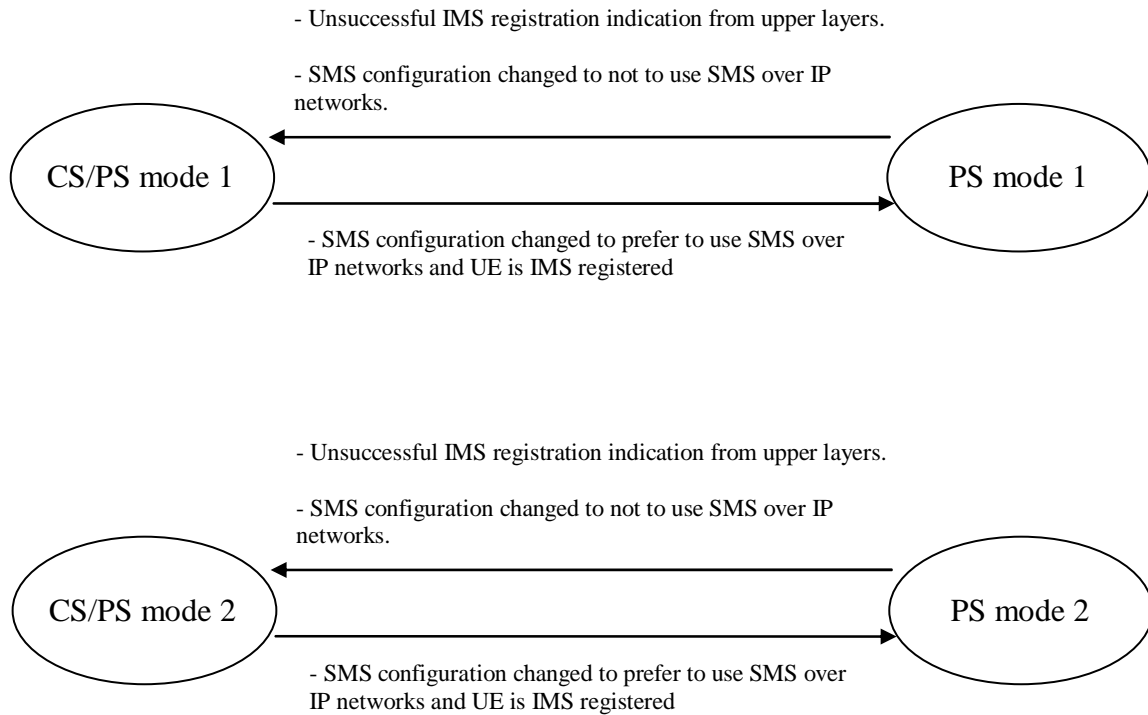 - Unsuccessful IMS registration indication from upper layers.
- SMS configuration changed to not to use SMS over IP
networks.
CS/PS mode 1
PS mode 1
- SMS configuration changed to prefer to use SMS over
IP networks and UE is IMS registered
- Unsuccessful IMS registration indication from upper layers.
- SMS configuration changed to not to use SMS over IP
networks.
CS/PS mode 2
PS mode 2
- SMS configuration changed to prefer to use SMS over
IP networks and UE is IMS registered